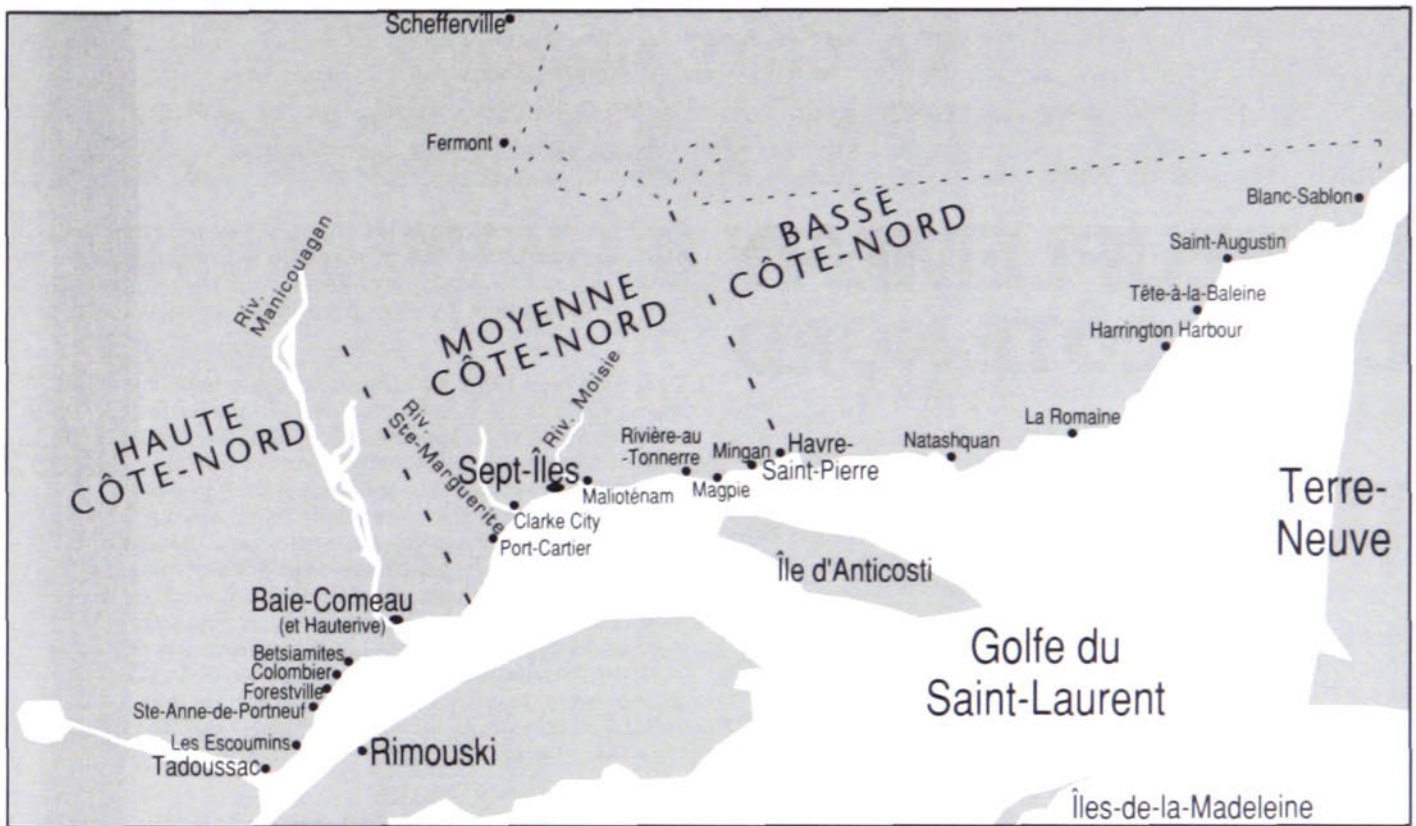 Schefferville
Fermont
Blanc-Sablon
BASSE
CÔTE-NORD
Saint-Augustin
Riv.
Manicouagan
MOYENNE
CÔTE-NORD
Tête-à-la-Baleine
Harrington Harbour
HAUTE
CÔTE-NORD
Riv.
Ste-Marguerite
Riv. Moisie
La Romaine
Rivière-au
-Tonnerre
Mingan
Havre-
Saint-Pierre
Natashquan
Sept-Îles
Malioténam
Magpie
Terre-
Neuve
Clarke City
Port-Cartier
Île d'Anticosti
Baie-Comeau
(et Hauterive)
Golfe du
Saint-Laurent
Betsiamites
Colombier
Forestville
Ste-Anne-de-Portneuf
Les Escoumins
Tadoussac
Rimouski
Îles-de-la-Madeleine